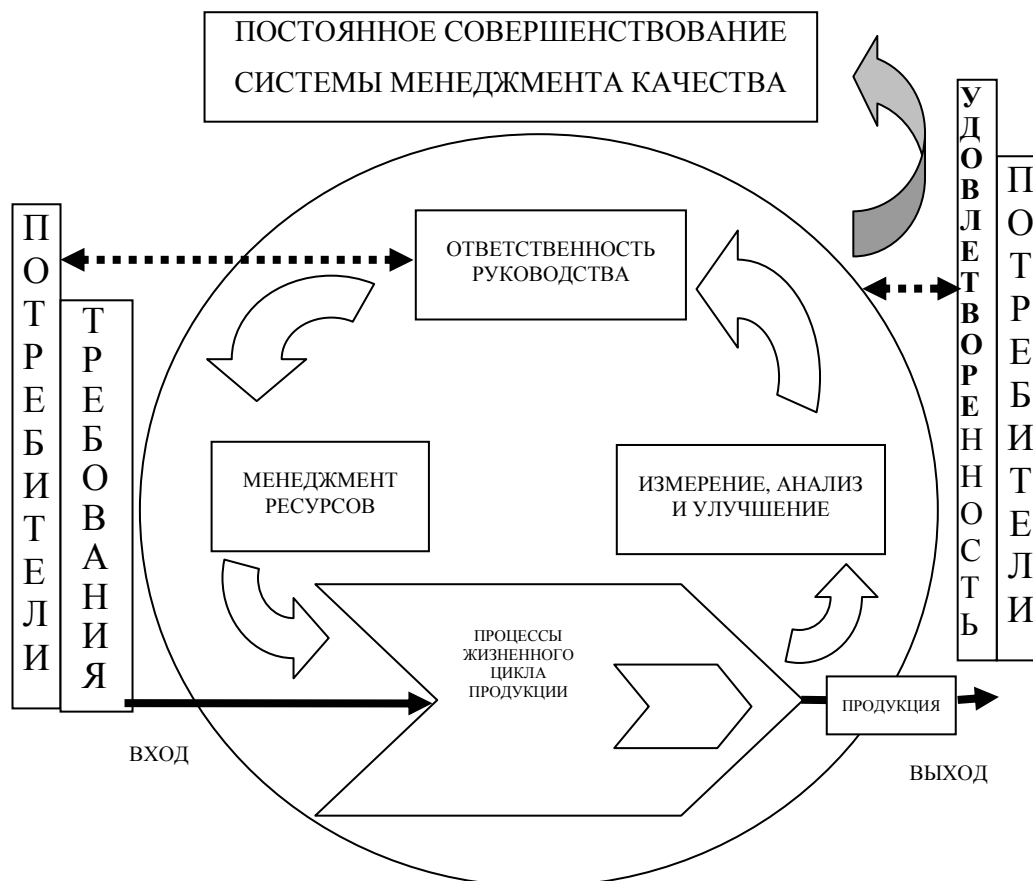 ПОСТОЯННОЕ СОВЕРШЕНСТВОВАНИЕ
СИСТЕМЫ МЕНЕДЖМЕНТА КАЧЕСТВА
ПОТРЕБИТЕЛИ
ТРЕБОВАНИЯ
ОТВЕТСТВЕННОСТЬ
РУКОВОДСТВА
МЕНЕДЖМЕНТ
РЕСУРСОВ
ИЗМЕРЕНИЕ, АНАЛИЗ
И УЛУЧШЕНИЕ
ПРОЦЕССЫ
ЖИЗНЕННОГО
ЦИКЛА
ПРОДУКЦИИ
ПРОДУКЦИЯ
ВХОД
ВЫХОД
УДОВЛЕТВОРЕННОСТЬ
ПОТРЕБИТЕЛИ